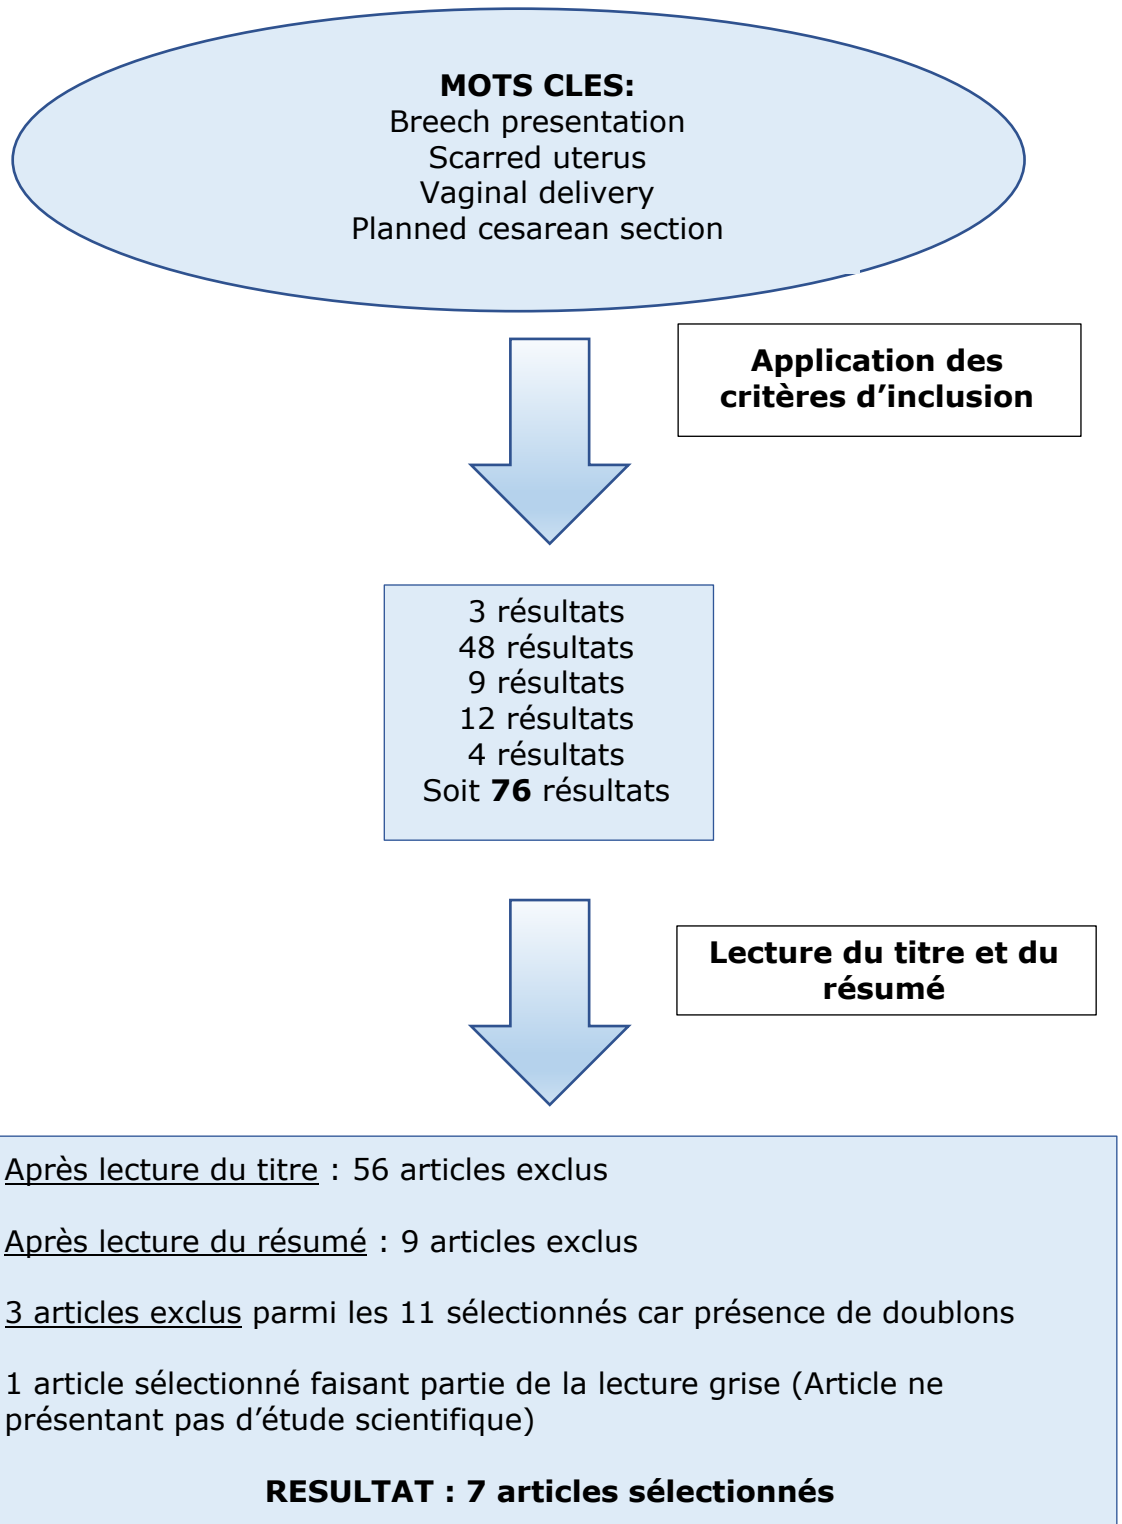 MOTS CLES:
Breech presentation
Scarred uterus
Vaginal delivery
Planned cesarean section
Application des
critères d’inclusion
3 résultats
48 résultats
9 résultats
12 résultats
4 résultats
Soit 76 résultats
Lecture du titre et du
résumé
Après lecture du titre : 56 articles exclus
Après lecture du résumé : 9 articles exclus
3 articles exclus parmi les 11 sélectionnés car présence de doublons
1 article sélectionné faisant partie de la lecture grise (Article ne
présentant pas d’étude scientifique)
RESULTAT : 7 articles sélectionnés